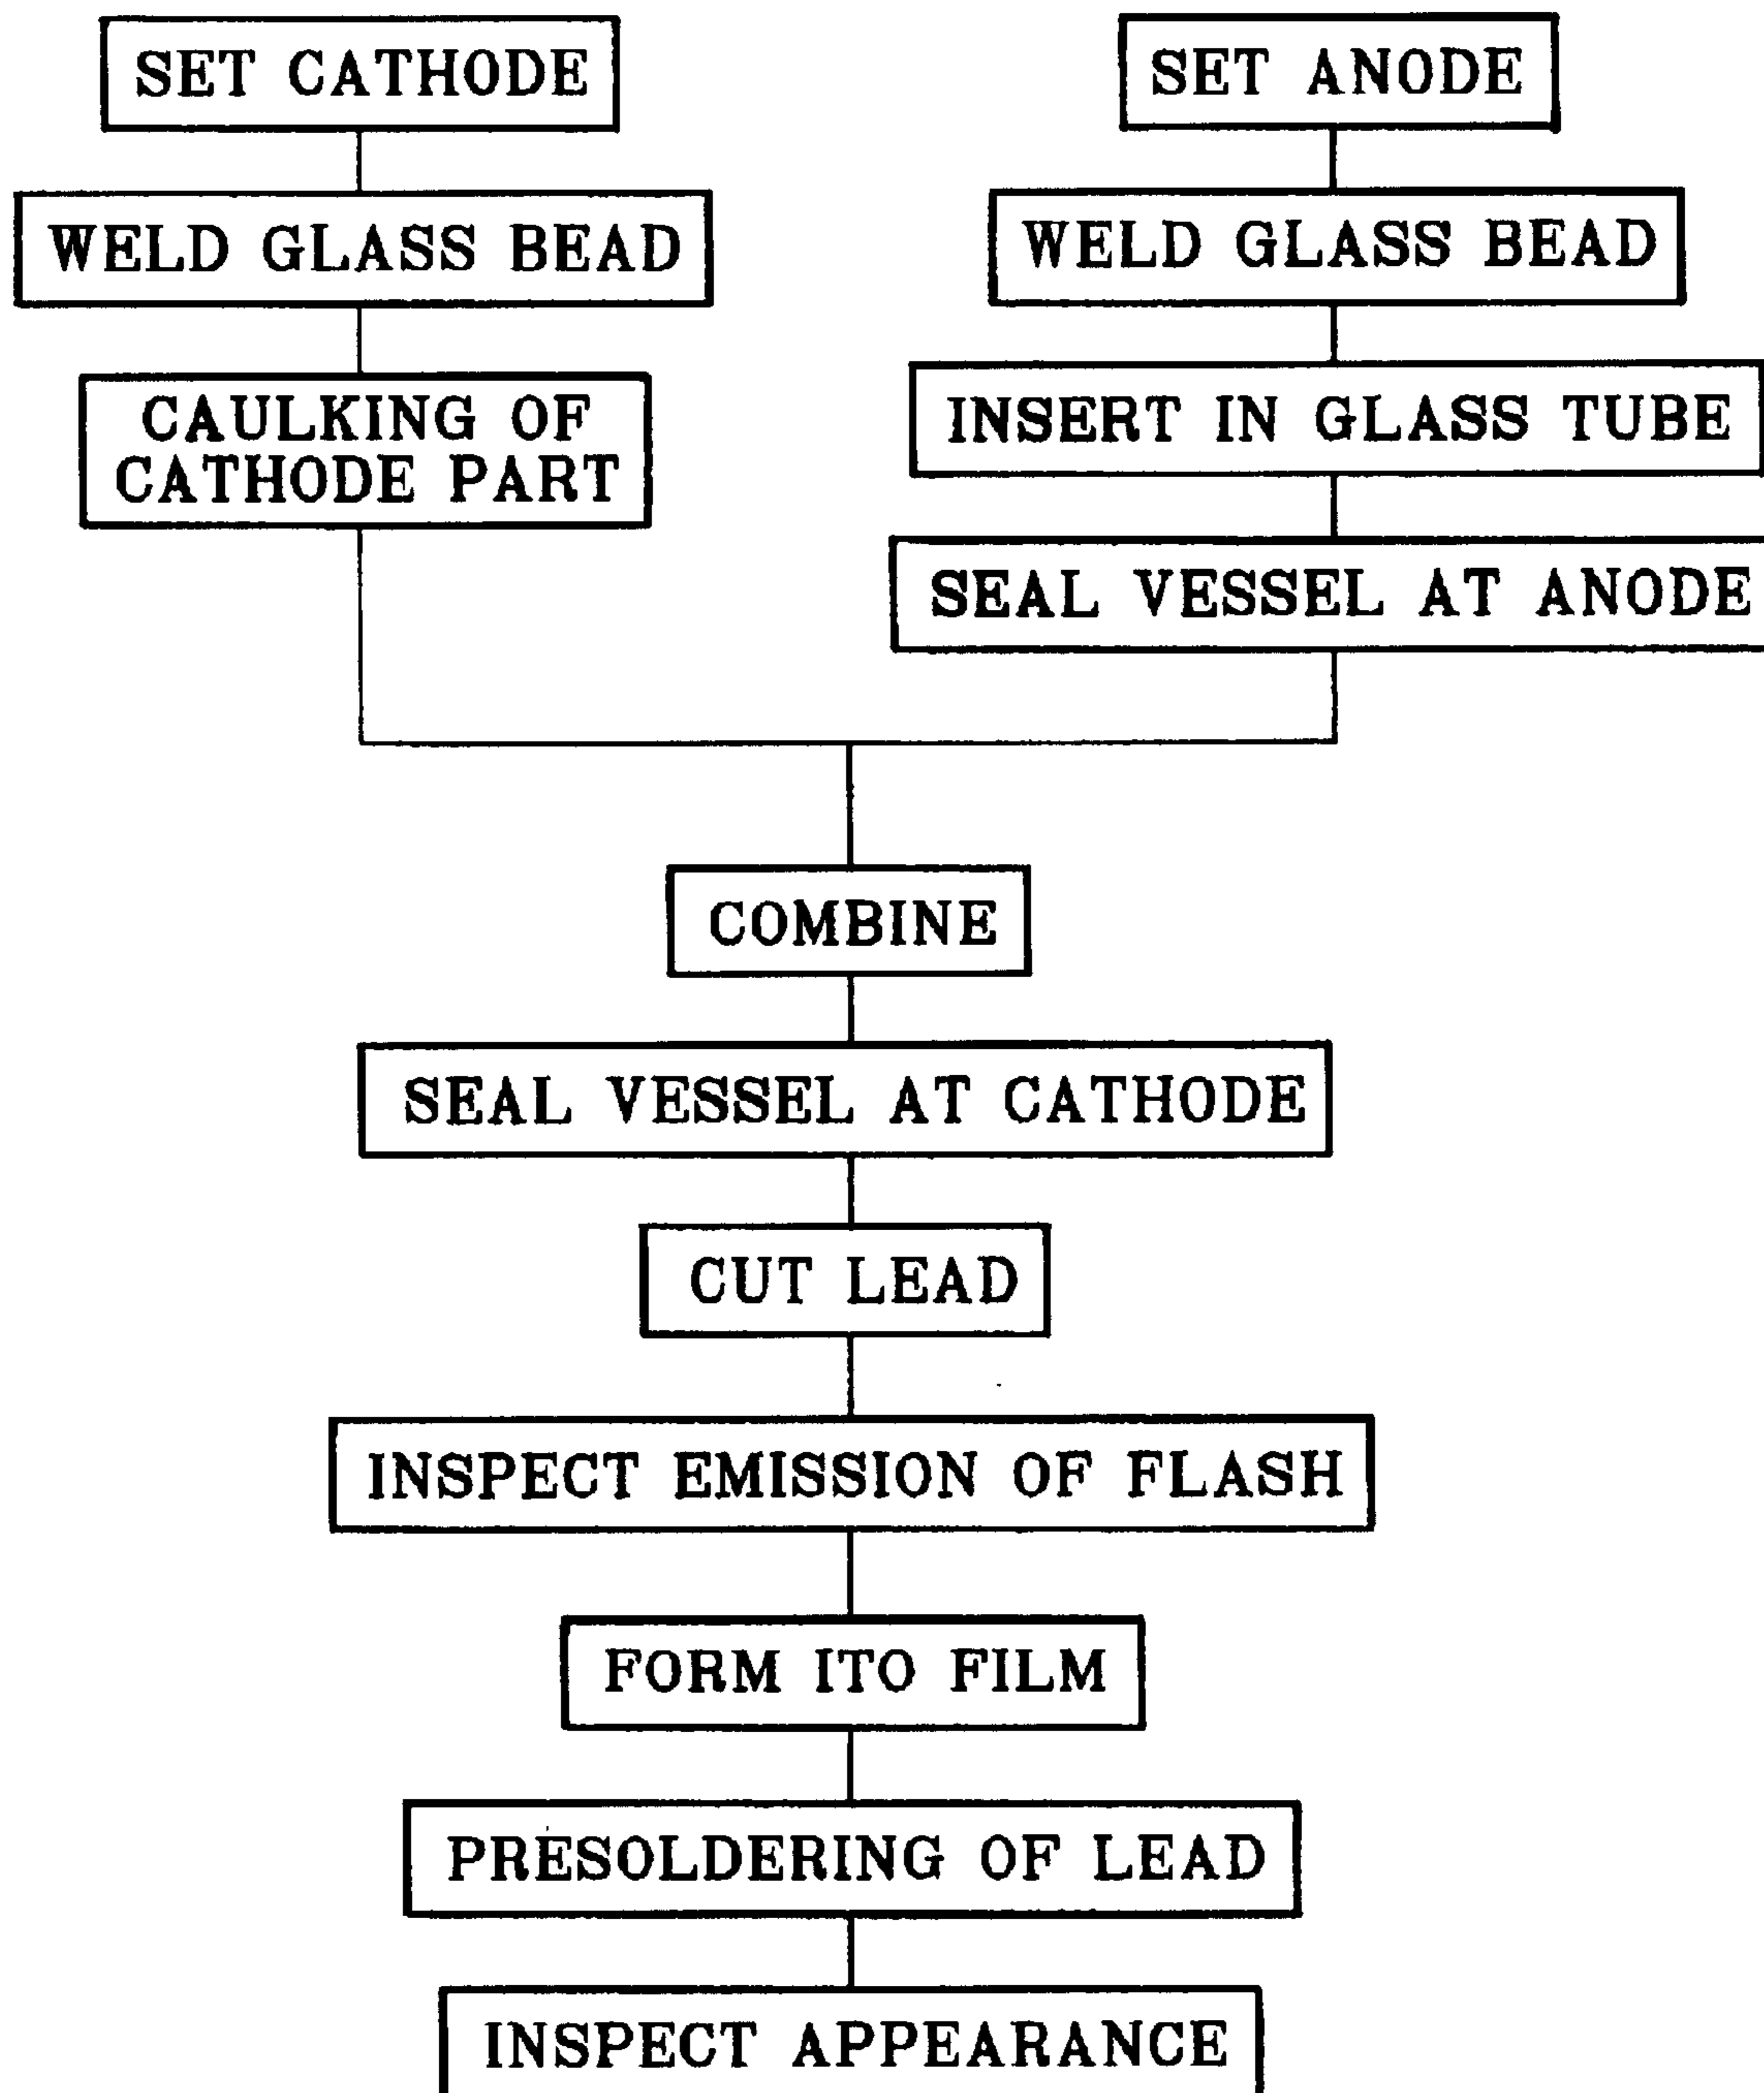 SET CATHODE
WELD GLASS BEAD
CAULKING OF
CATHODE PART
SET ANODE
WELD GLASS BEAD
INSERT IN GLASS TUBE
SEAL VESSEL AT ANODE
COMBINE
SEAL VESSEL AT CATHODE
CUT LEAD
INSPECT EMISSION OF FLASH
FORM ITO FILM
PRESOLDERING OF LEAD
INSPECT APPEARANCE